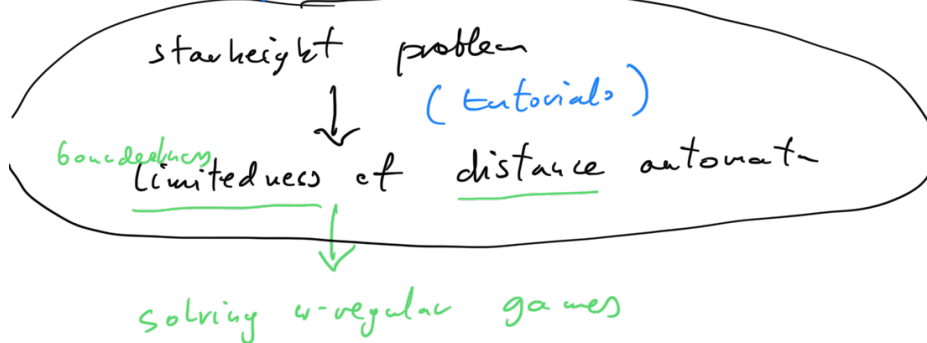 starheight problem
(tutorials)
boundedness
limitedness of distance automata
solving ω-regular games